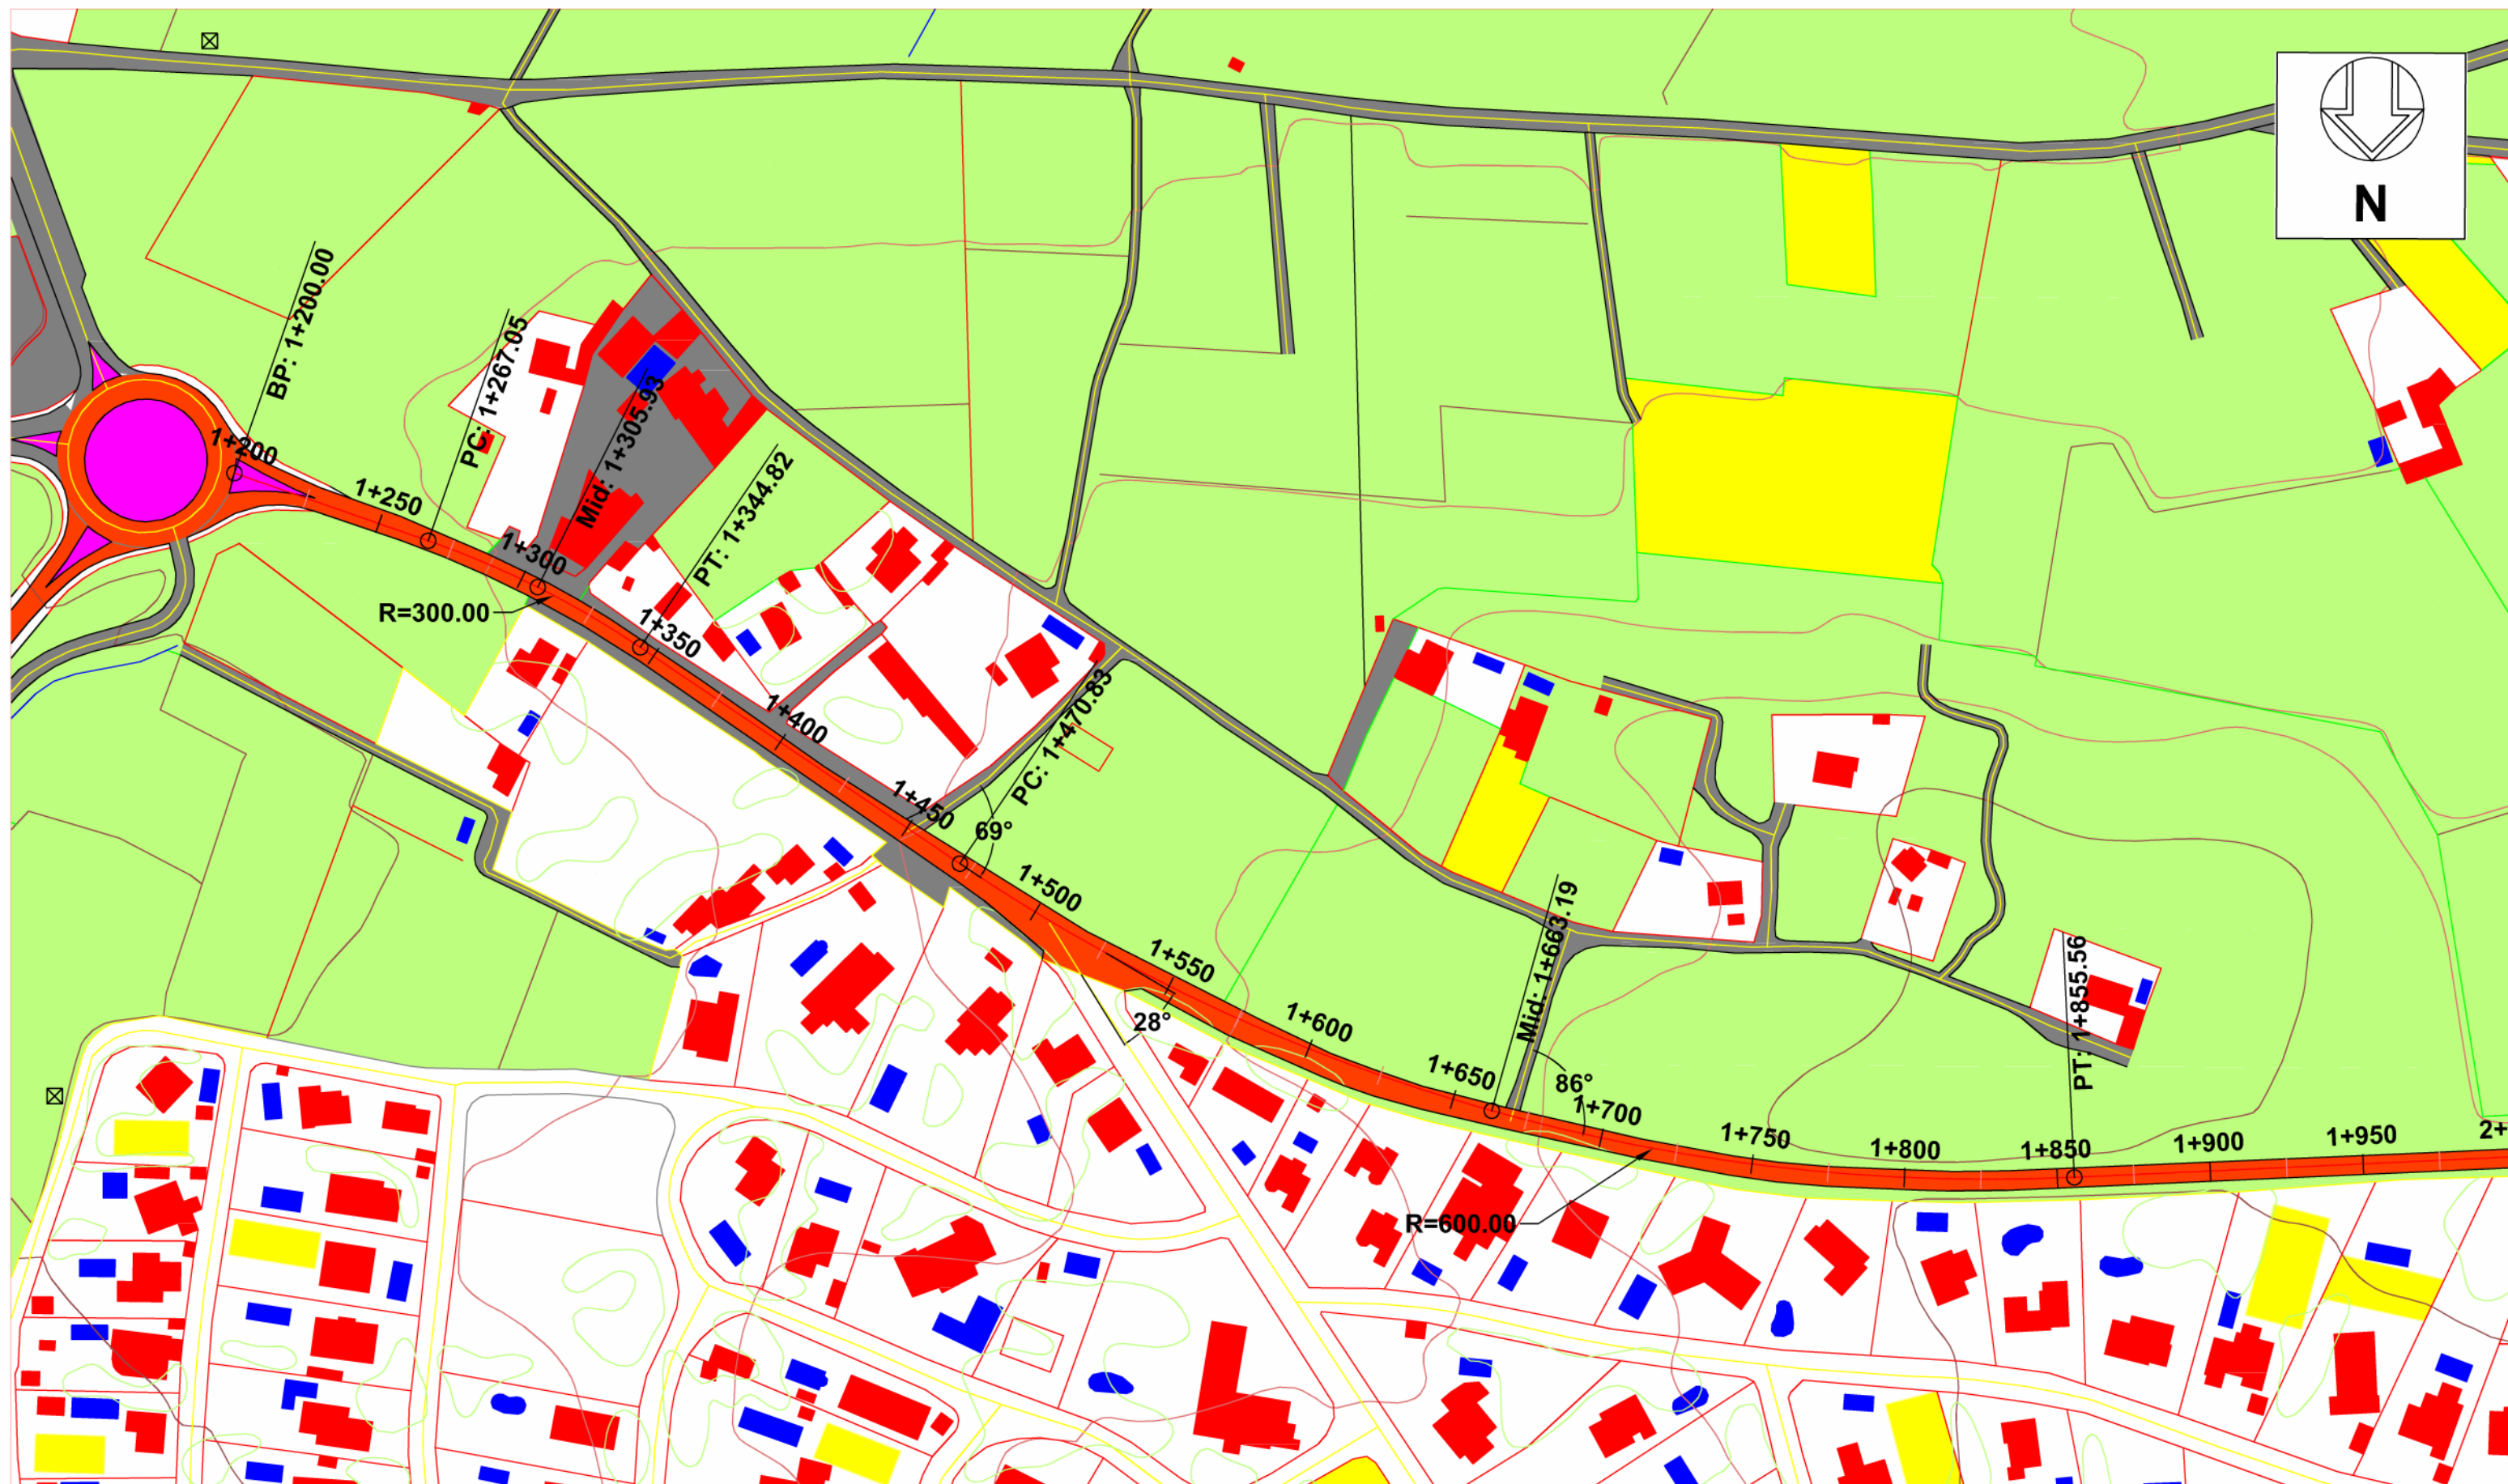 N
BP: 1+200.00
PC: 1+267.05
Mid: 1+305.93
PT: 1+344.82
1+200
1+250
1+300
R=300.00
1+350
1+400
PC: 1+470.83
1+450
69°
1+500
1+550
28°
1+600
Mid: 1+663.19
1+650
86°
1+700
R=600.00
1+750
1+800
PT: 1+855.56
1+850
1+900
1+950
2+